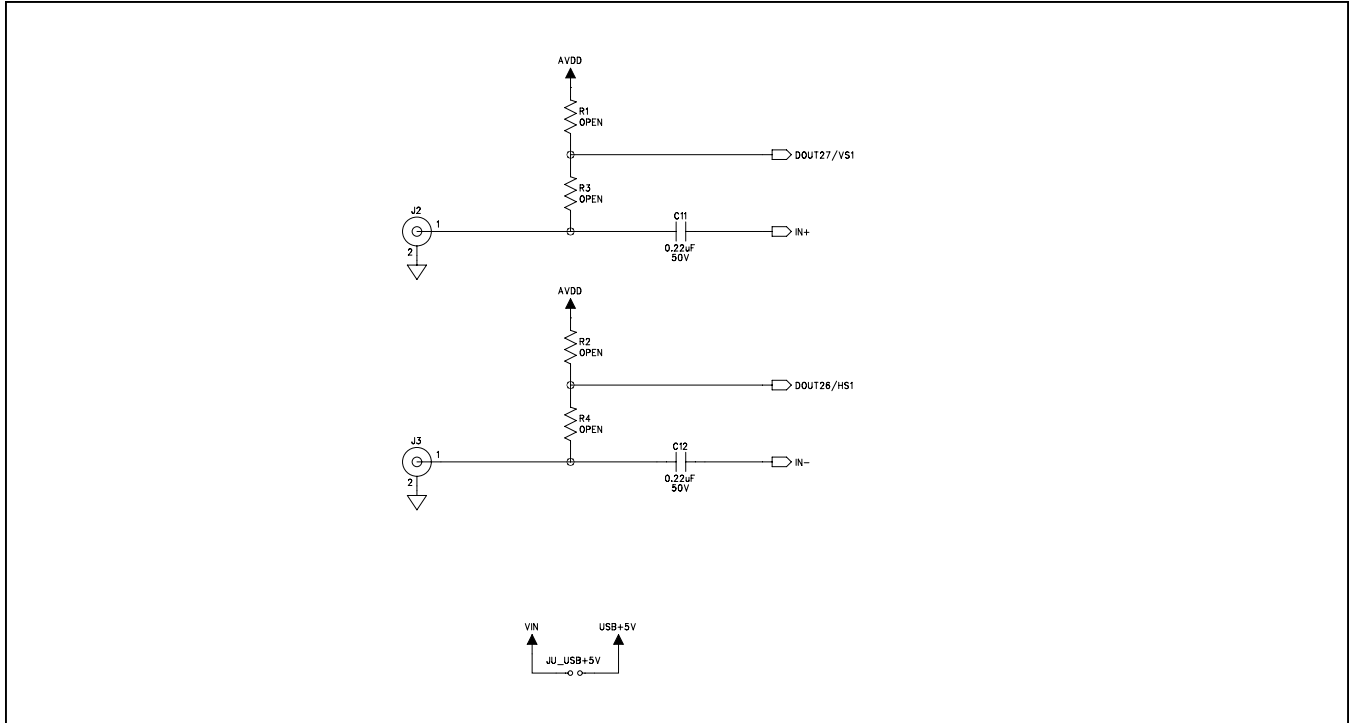 AVDD
R1
OPEN
DOUT27/VS1
R3
OPEN
J2
1
2
C11
0.22uF
50V
IN+
AVDD
R2
OPEN
DOUT26/HS1
R4
OPEN
J3
1
2
C12
0.22uF
50V
IN-
VIN
USB+5V
JU_USB+5V